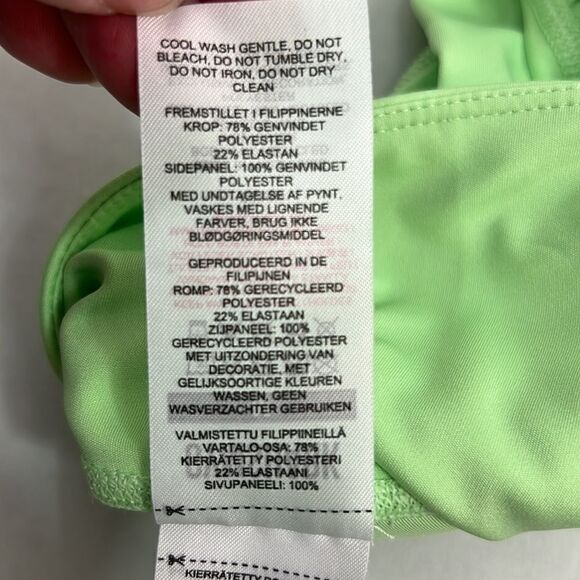 COOL WASH GENTLE, DO NOT
BLEACH, DO NOT TUMBLE DRY,
DO NOT IRON, DO NOT DRY
CLEAN
FREMSTILLET I FILIPPINERNE
KROP: 78% GENVINDET
POLYESTER
22% ELASTAN
SIDEPANEL: 100% GENVINDET
POLYESTER
MED UNDTAGELSE AF PYNT,
VASKES MED LIGNENDE
FARVER, BRUG IKKE
BLØDGØRINGSMIDDEL
GEPRODUCEERD IN DE
FILIPIJNEN
ROMP: 78% GERECYCLEERD
POLYESTER
22% ELASTAAN
ZIJPANEEL: 100%
GERECYCLEERD POLYESTER
MET UITZONDERING VAN
DECORATIE, MET
GELIJKSOORTIGE KLEUREN
WASSEN, GEEN
WASVERZACHTER GEBRUIKEN
VALMISTETTU FILIPPIINEILLÄ
VARTALO-OSA: 78%
KIERRÄTETTY POLYESTERI
22% ELASTAANI
SIVUPANEELI: 100%
KIERRÄTETTY